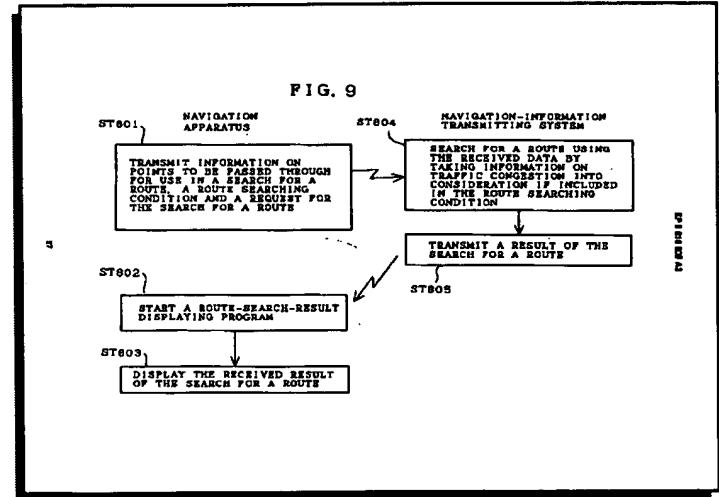 FIG. 9
NAVIGATION
APPARATUS
ST801
TRANSMIT INFORMATION ON
POINTS TO BE PASSED THROUGH
FOR USE IN A SEARCH FOR A
ROUTE, A ROUTE SEARCHING
CONDITION AND A REQUEST FOR
THE SEARCH FOR A ROUTE
NAVIGATION-INFORMATION
TRANSMITTING SYSTEM
ST804
SEARCH FOR A ROUTE USING
THE RECEIVED DATA BY
TAKING INFORMATION ON
TRAFFIC CONGESTION INTO
CONSIDERATION IF INCLUDED
IN THE ROUTE SEARCHING
CONDITION
TRANSMIT A RESULT OF THE
SEARCH FOR A ROUTE
ST805
ST802
START A ROUTE-SEARCH-RESULT
DISPLAYING PROGRAM
ST803
DISPLAY THE RECEIVED RESULT
OF THE SEARCH FOR A ROUTE